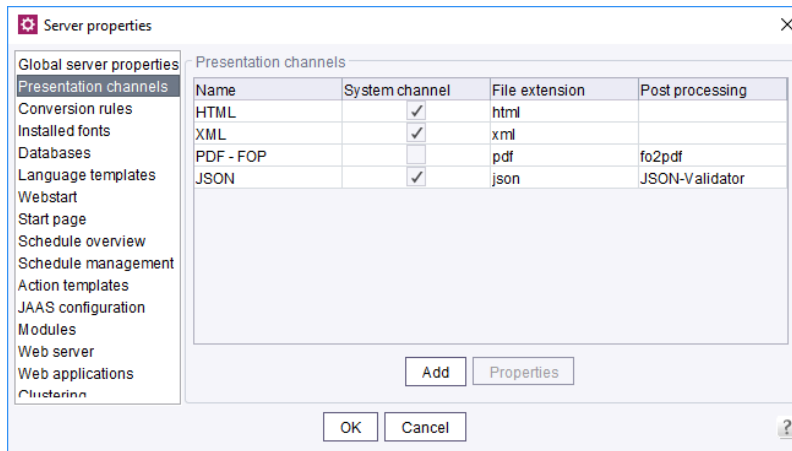 Server properties
Global server properties
Presentation channels
Conversion rules
Installed fonts
Databases
Language templates
Webstart
Start page
Schedule overview
Schedule management
Action templates
JAAS configuration
Modules
Web server
Web applications
Clustering
Presentation channels
Name System channel File extension Post processing
HTML html
XML xml
PDF - FOP pdf fo2pdf
JSON json JSON-Validator
Add Properties
OK Cancel
?